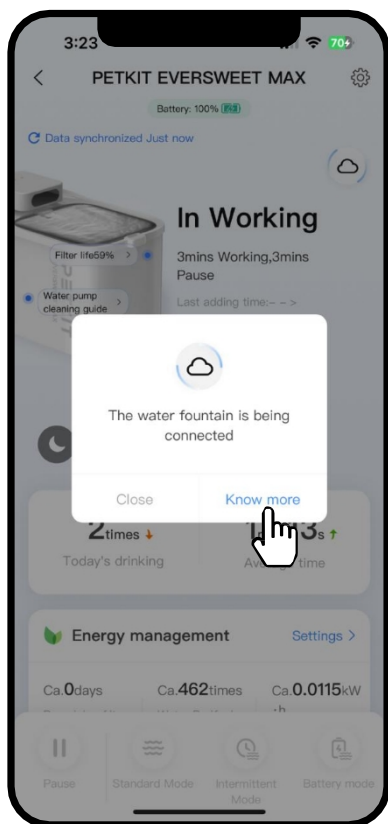 3:23
70
PETKIT EVERSWEET MAX
Battery: 100%
Data synchronized Just now
In Working
Filter life59% >
3mins Working,3mins
Pause
Water pump
cleaning guide >
Last adding time:– – >
The water fountain is being
connected
Close
Know more
2times
3s
Today's drinking
time
Energy management
Settings >
Ca.0days
Ca.462times
Ca.0.0115kW
·h
Pause
Standard Mode
Intermittent
Mode
Battery mode